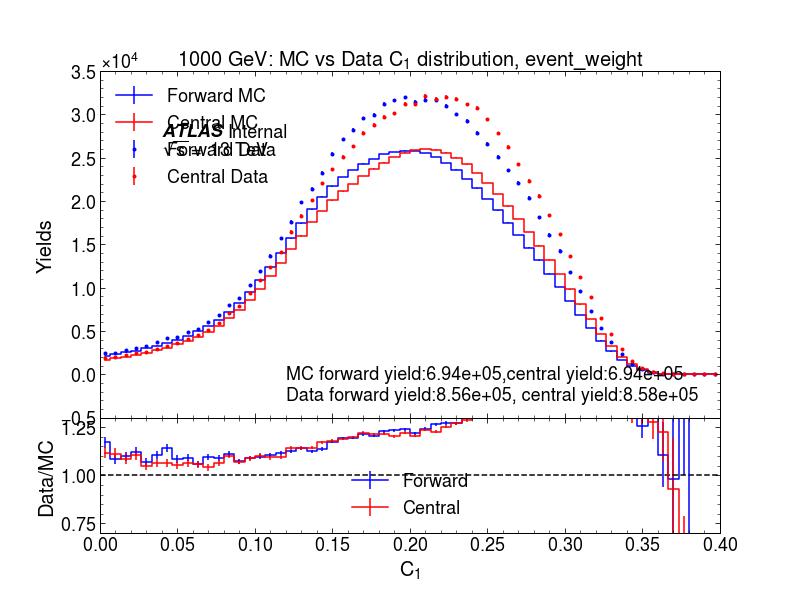 1000 GeV: MC vs Data C1 distribution, event_weight
×10^4
3.5
3.0
2.5
2.0
1.5
1.0
0.5
0.0
Yields
Forward MC
Central MC
ATLAS Internal
√s = 13 TeV
Forward Data
Central Data
MC forward yield:6.94e+05,central yield:6.94e+05
Data forward yield:8.56e+05, central yield:8.58e+05
1.00
0.75
Data/MC
Forward
Central
0.00 0.05 0.10 0.15 0.20 0.25 0.30 0.35 0.40
C1